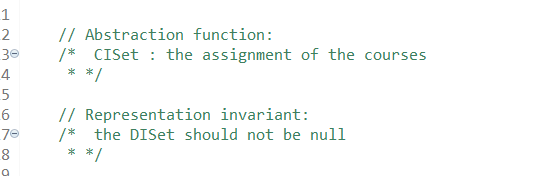 1
2 // Abstraction function:
3 /* CISet : the assignment of the courses
4 * */
5
6 // Representation invariant:
7 /* the DISet should not be null
8 * */
9